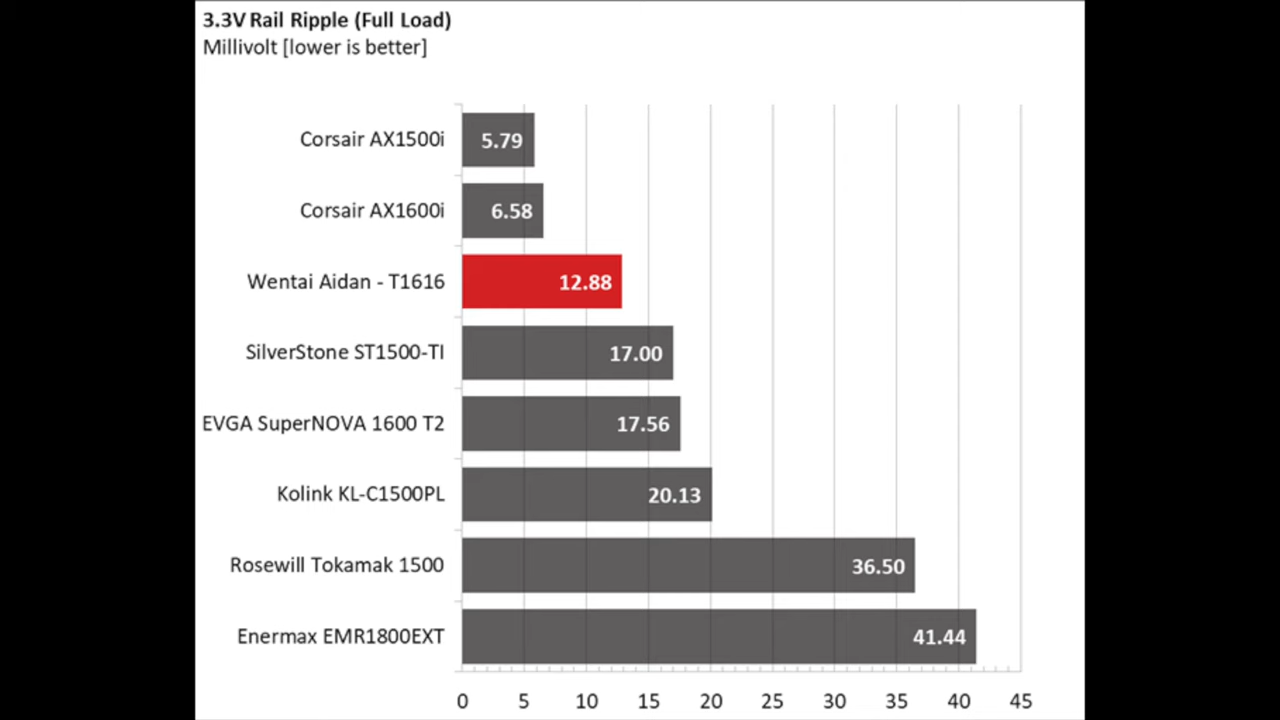 3.3V Rail Ripple (Full Load)
Millivolt [lower is better]
Corsair AX1500i 5.79
Corsair AX1600i 6.58
Wentai Aidan - T1616 12.88
SilverStone ST1500-TI 17.00
EVGA SuperNOVA 1600 T2 17.56
Kolink KL-C1500PL 20.13
Rosewill Tokamak 1500 36.50
Enermax EMR1800EXT 41.44
0 5 10 15 20 25 30 35 40 45